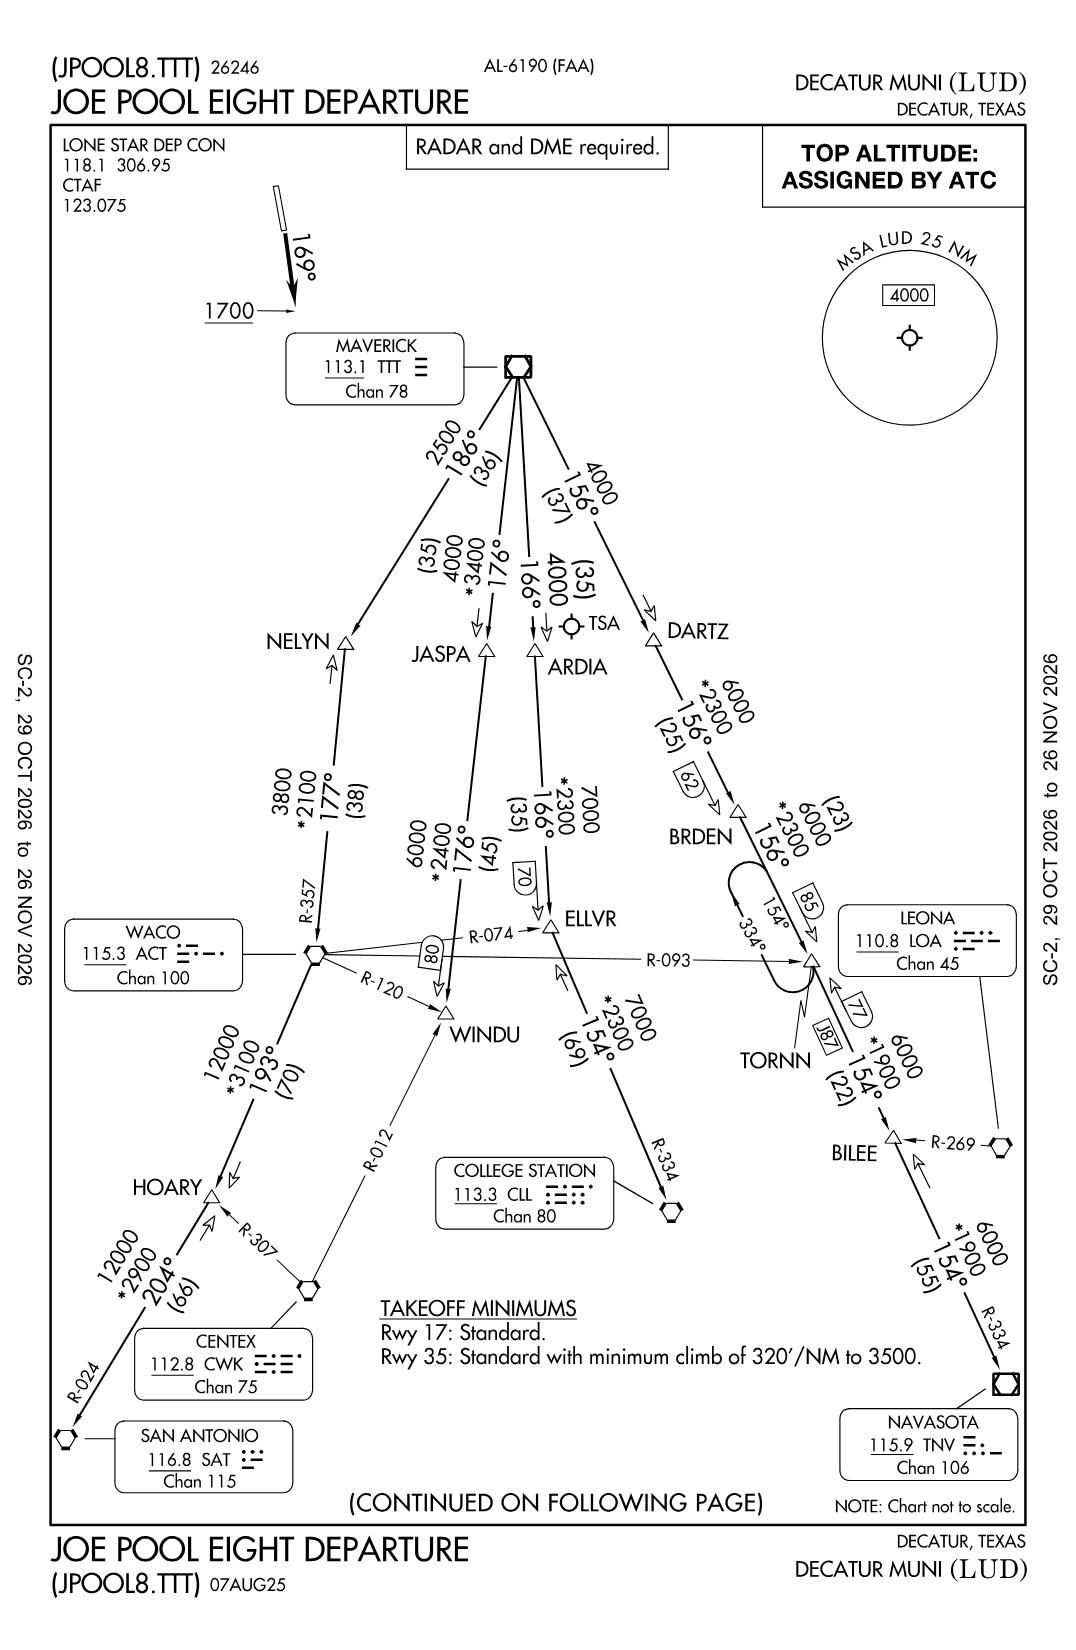 (JPOOL8.TTT) 26246
AL-6190 (FAA)
JOE POOL EIGHT DEPARTURE
DECATUR MUNI (LUD)
DECATUR, TEXAS
LONE STAR DEP CON
118.1 306.95
CTAF
123.075
RADAR and DME required.
TOP ALTITUDE:
ASSIGNED BY ATC
169°
1700
MSA LUD 25 NM
4000
MAVERICK
113.1 TTT
Chan 78
2500
186°
(36)
(35)
4000
*3400
176°
166°
4000
(35)
4000
156°
(37)
TSA
NELYN
JASPA
ARDIA
DARTZ
6000
*2300
156°
(25)
62
3800
*2100
177°
(38)
6000
*2400
176°
(45)
7000
*2300
166°
(35)
70
BRDEN
(23)
6000
*2300
156°
85
154°
334°
R-357
WACO
115.3 ACT
Chan 100
R-074
80
ELLVR
R-093
R-120
WINDU
LEONA
110.8 LOA
Chan 45
77
J87
TORNN
12000
*3100
193°
(70)
7000
*2300
154°
(69)
6000
*1900
154°
(22)
R-012
BILEE
R-269
R-334
COLLEGE STATION
113.3 CLL
Chan 80
HOARY
R-307
12000
*2900
204°
(66)
6000
*1900
154°
(55)
R-334
TAKEOFF MINIMUMS
Rwy 17: Standard.
Rwy 35: Standard with minimum climb of 320'/NM to 3500.
CENTEX
112.8 CWK
Chan 75
R-024
SAN ANTONIO
116.8 SAT
Chan 115
NAVASOTA
115.9 TNV
Chan 106
(CONTINUED ON FOLLOWING PAGE)
NOTE: Chart not to scale.
SC-2, 29 OCT 2026 to 26 NOV 2026
SC-2, 29 OCT 2026 to 26 NOV 2026
JOE POOL EIGHT DEPARTURE
(JPOOL8.TTT) 07AUG25
DECATUR, TEXAS
DECATUR MUNI (LUD)